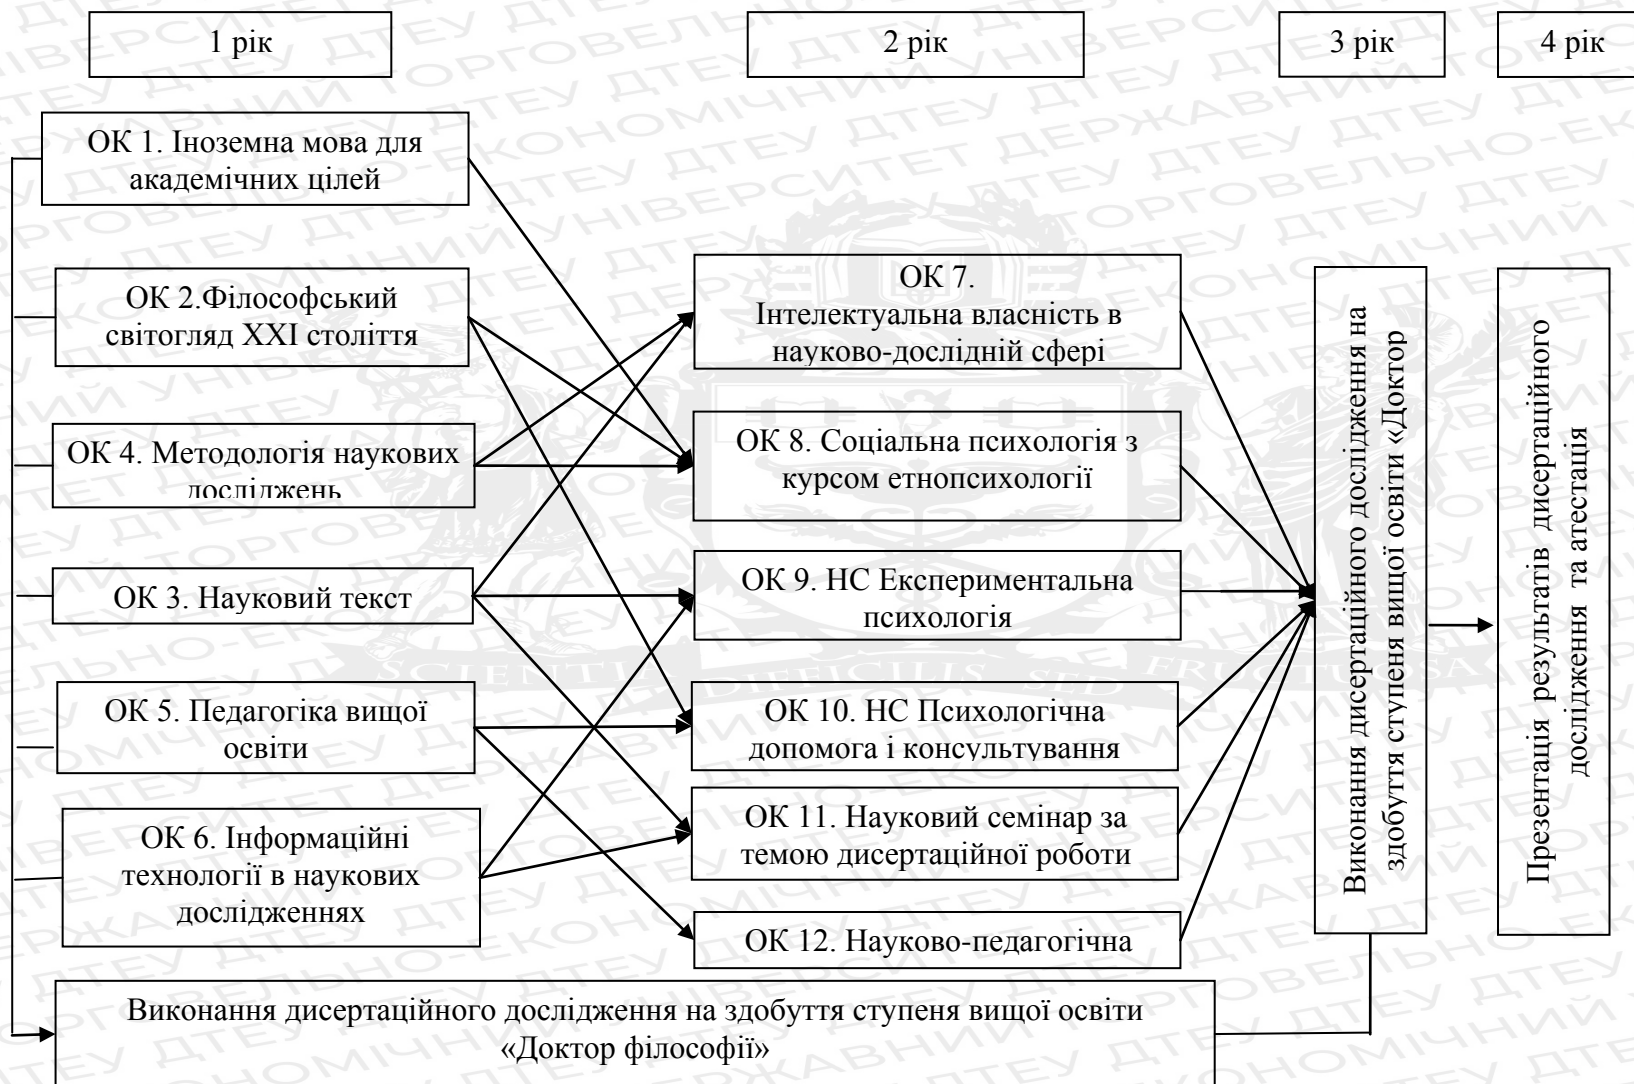 1 рік
2 рік
3 рік
4 рік
ОК 1. Іноземна мова для
академічних цілей
ОК 2.Філософський
світогляд ХХІ століття
ОК 4. Методологія наукових
досліджень
ОК 3. Науковий текст
ОК 5. Педагогіка вищої
освіти
ОК 6. Інформаційні
технології в наукових
дослідженнях
ОК 7.
Інтелектуальна власність в
науково-дослідній сфері
ОК 8. Соціальна психологія з
курсом етнопсихології
ОК 9. НС Експериментальна
психологія
ОК 10. НС Психологічна
допомога і консультування
ОК 11. Науковий семінар за
темою дисертаційної роботи
ОК 12. Науково-педагогічна
Виконання дисертаційного дослідження на
здобуття ступеня вищої освіти «Доктор
Презентація результатів дисертаційного
дослідження та атестація
Виконання дисертаційного дослідження на здобуття ступеня вищої освіти
«Доктор філософії»